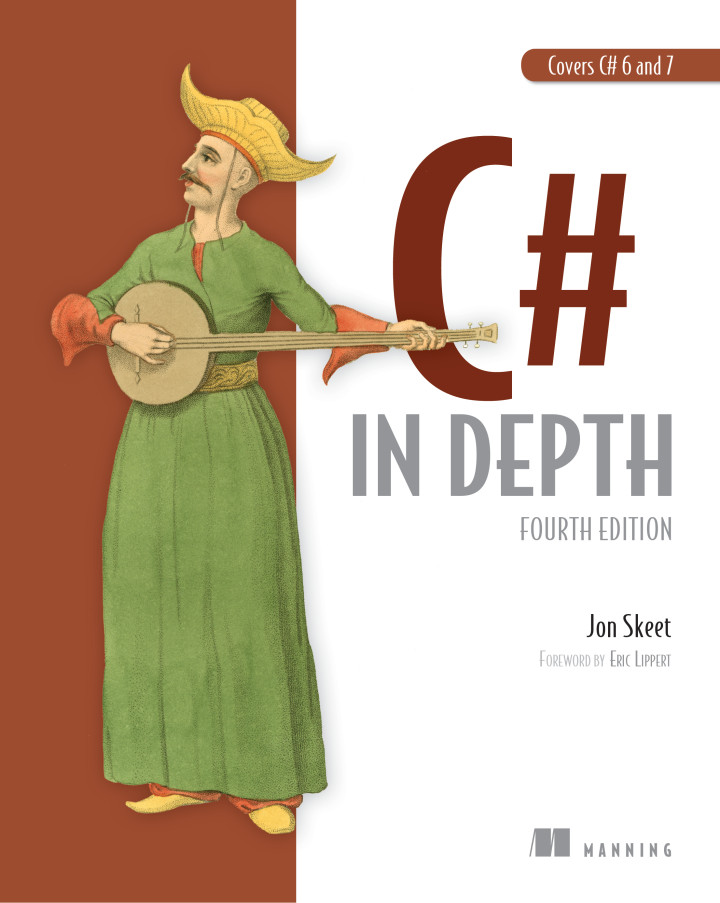 Covers C# 6 and 7
C#
IN DEPTH
FOURTH EDITION
Jon Skeet
FOREWORD BY ERIC LIPPERT
MANNING